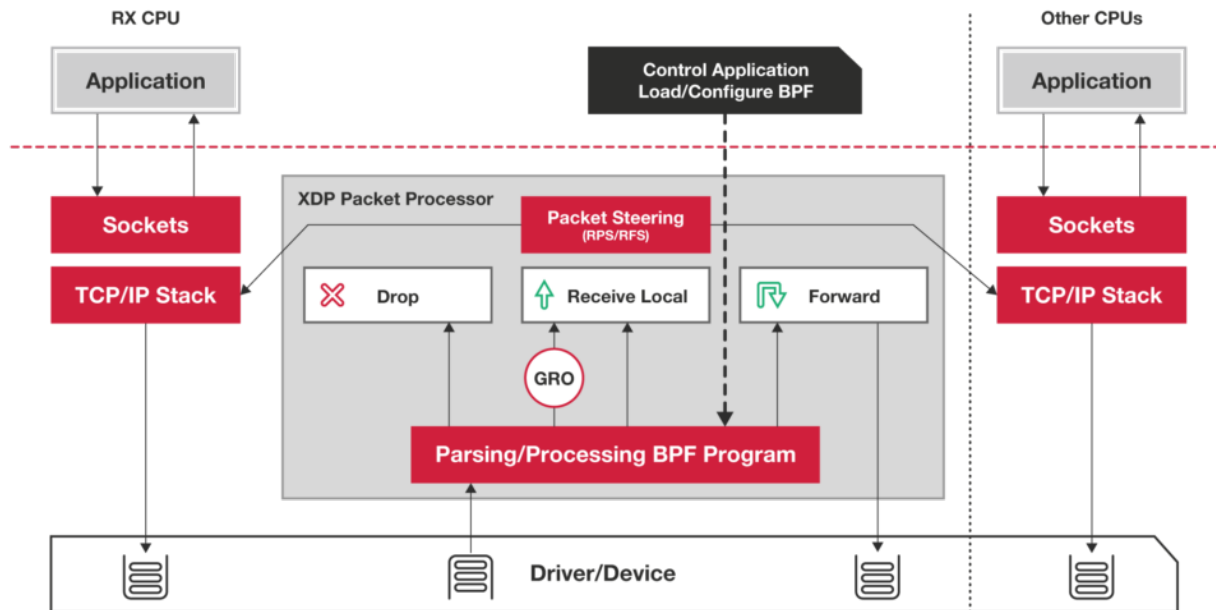 RX CPU
Other CPUs
Application
Control Application
Load/Configure BPF
Application
XDP Packet Processor
Sockets
Packet Steering
(RPS/RFS)
Sockets
TCP/IP Stack
Drop
Receive Local
Forward
TCP/IP Stack
GRO
Parsing/Processing BPF Program
Driver/Device